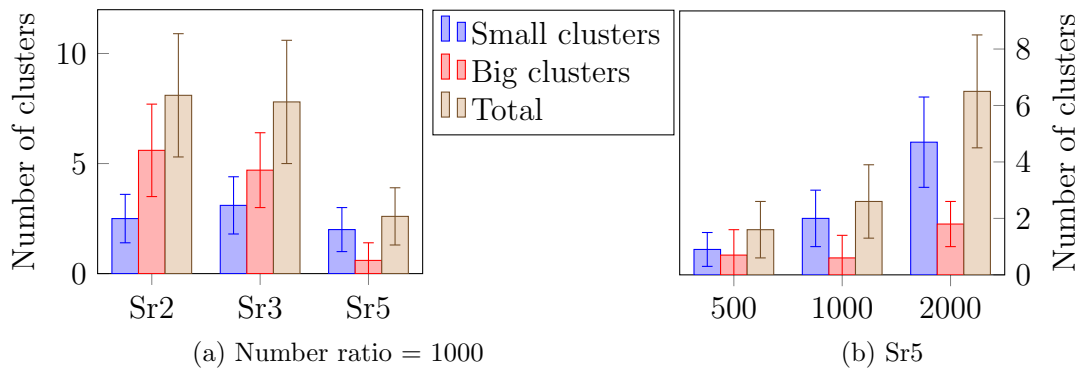 Number of clusters
10
5
0
Sr2 Sr3 Sr5
(a) Number ratio = 1000
Small clusters
Big clusters
Total
8
6
4
2
0
Number of clusters
500 1000 2000
(b) Sr5